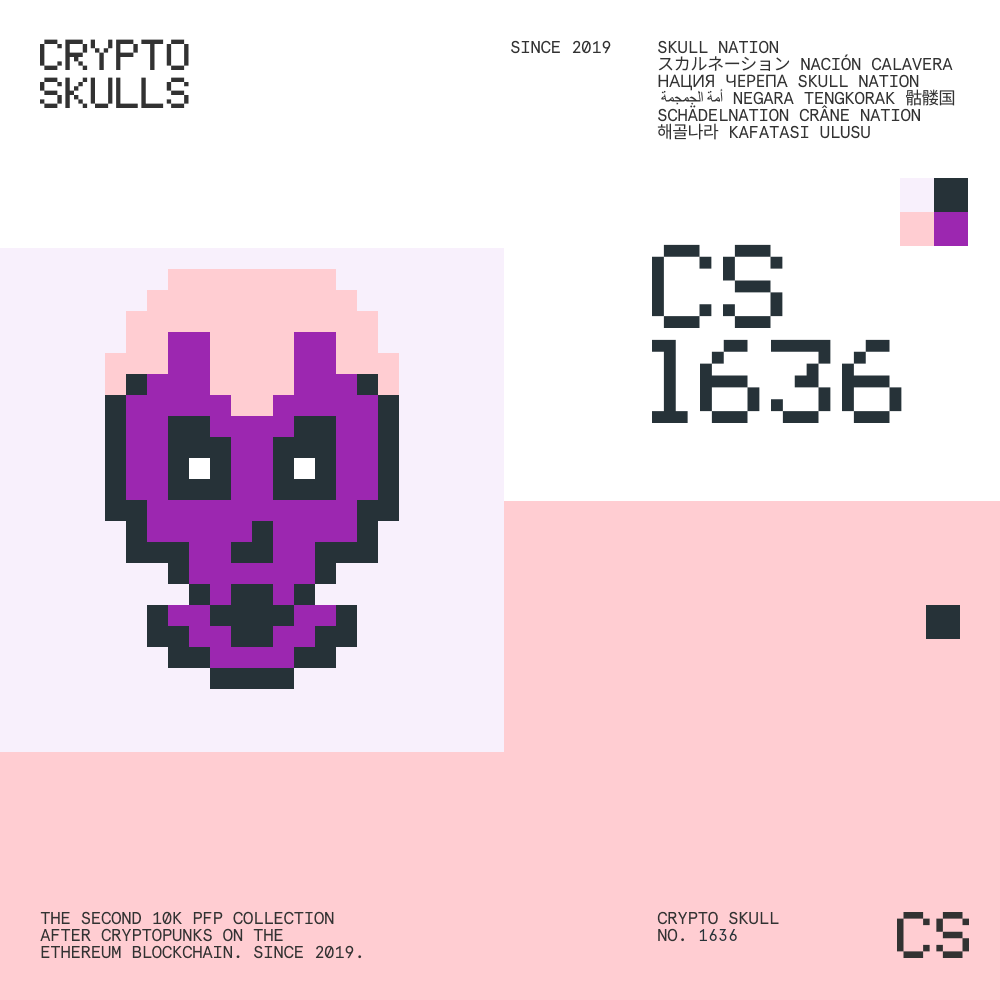 CRYPTO
SKULLS
SINCE 2019
SKULL NATION
スカルネーション NACIÓN CALAVERA
НАЦИЯ ЧЕРЕПА SKULL NATION
أمة الجمجمة NEGARA TENGKORAK 骷髅国
SCHÄDELNATION CRÂNE NATION
해골나라 KAFATASI ULUSU
CS
1636
THE SECOND 10K PFP COLLECTION
AFTER CRYPTOPUNKS ON THE
ETHEREUM BLOCKCHAIN. SINCE 2019.
CRYPTO SKULL
NO. 1636
CS